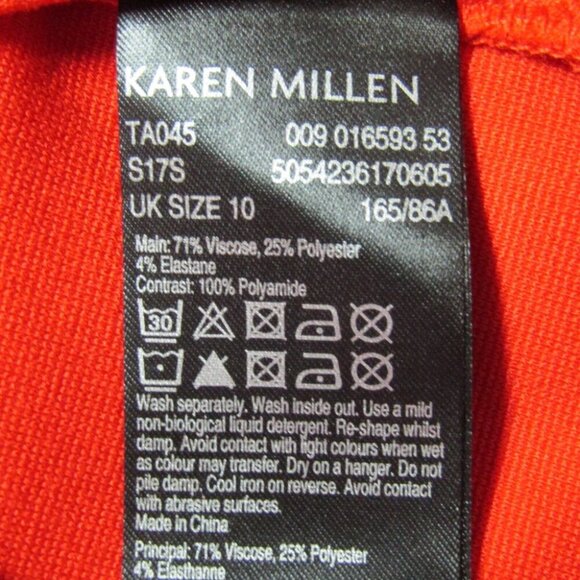 KAREN MILLEN
TA045 009 016593 53
S17S 5054236170605
UK SIZE 10 165/86A
Main: 71% Viscose, 25% Polyester
4% Elastane
Contrast: 100% Polyamide
30
Wash separately. Wash inside out. Use a mild
non-biological liquid detergent. Re-shape whilst
damp. Avoid contact with light colours when wet
as colour may transfer. Dry on a hanger. Do not
pile damp. Cool iron on reverse. Avoid contact
with abrasive surfaces.
Made in China
Principal: 71% Viscose, 25% Polyester
4% Elasthanne